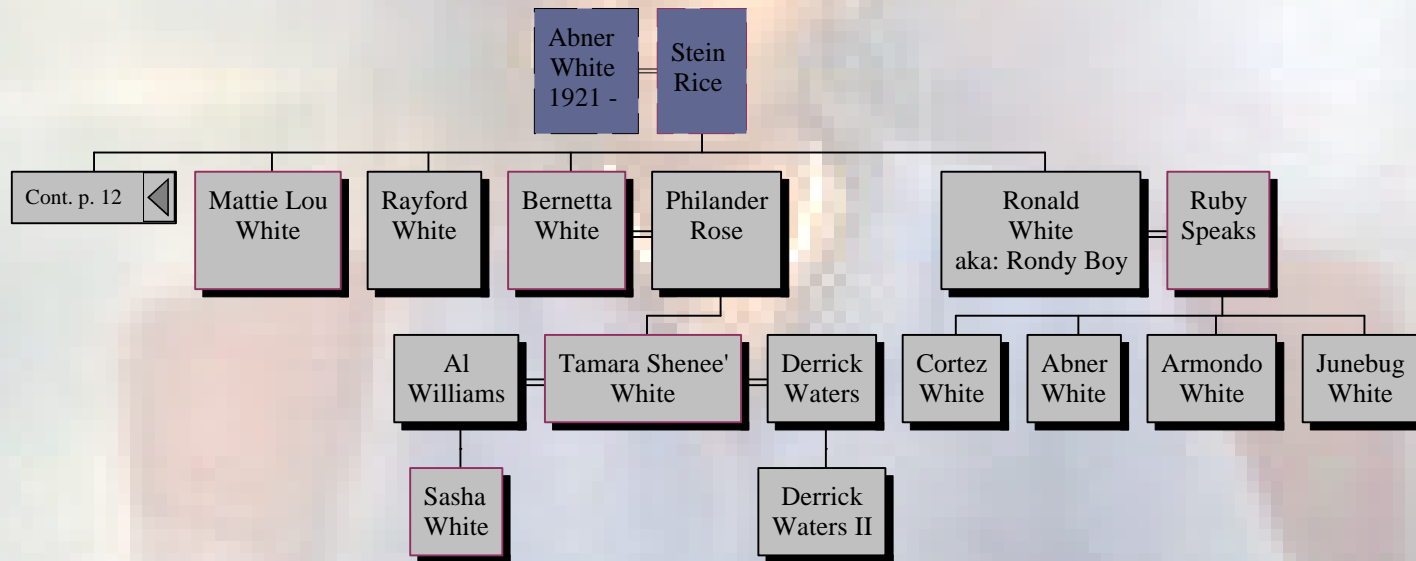 Abner
White
1921 -
Stein
Rice
Cont. p. 12
Mattie Lou
White
Rayford
White
Bernetta
White
Philander
Rose
Ronald
White
aka: Rondy Boy
Ruby
Speaks
Al
Williams
Tamara Shenee'
White
Derrick
Waters
Cortez
White
Abner
White
Armondo
White
Junebug
White
Sasha
White
Derrick
Waters II